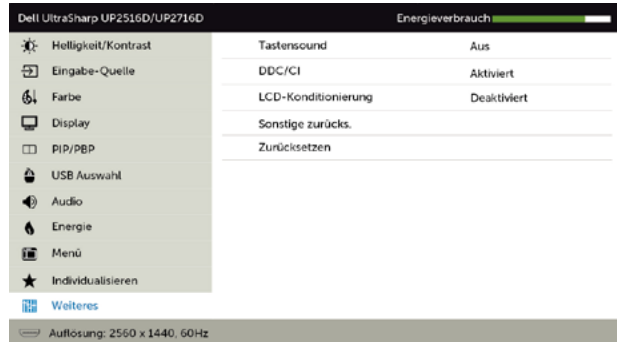 Dell UltraSharp UP2516D/UP2716D Energieverbrauch
Helligkeit/Kontrast Tastensound Aus
Eingabe-Quelle DDC/CI Aktiviert
Farbe LCD-Konditionierung Deaktiviert
Display Sonstige zurücks.
PIP/PBP Zurücksetzen
USB Auswahl
Audio
Energie
Menü
Individualisieren
Weiteres
Auflösung: 2560 x 1440, 60Hz